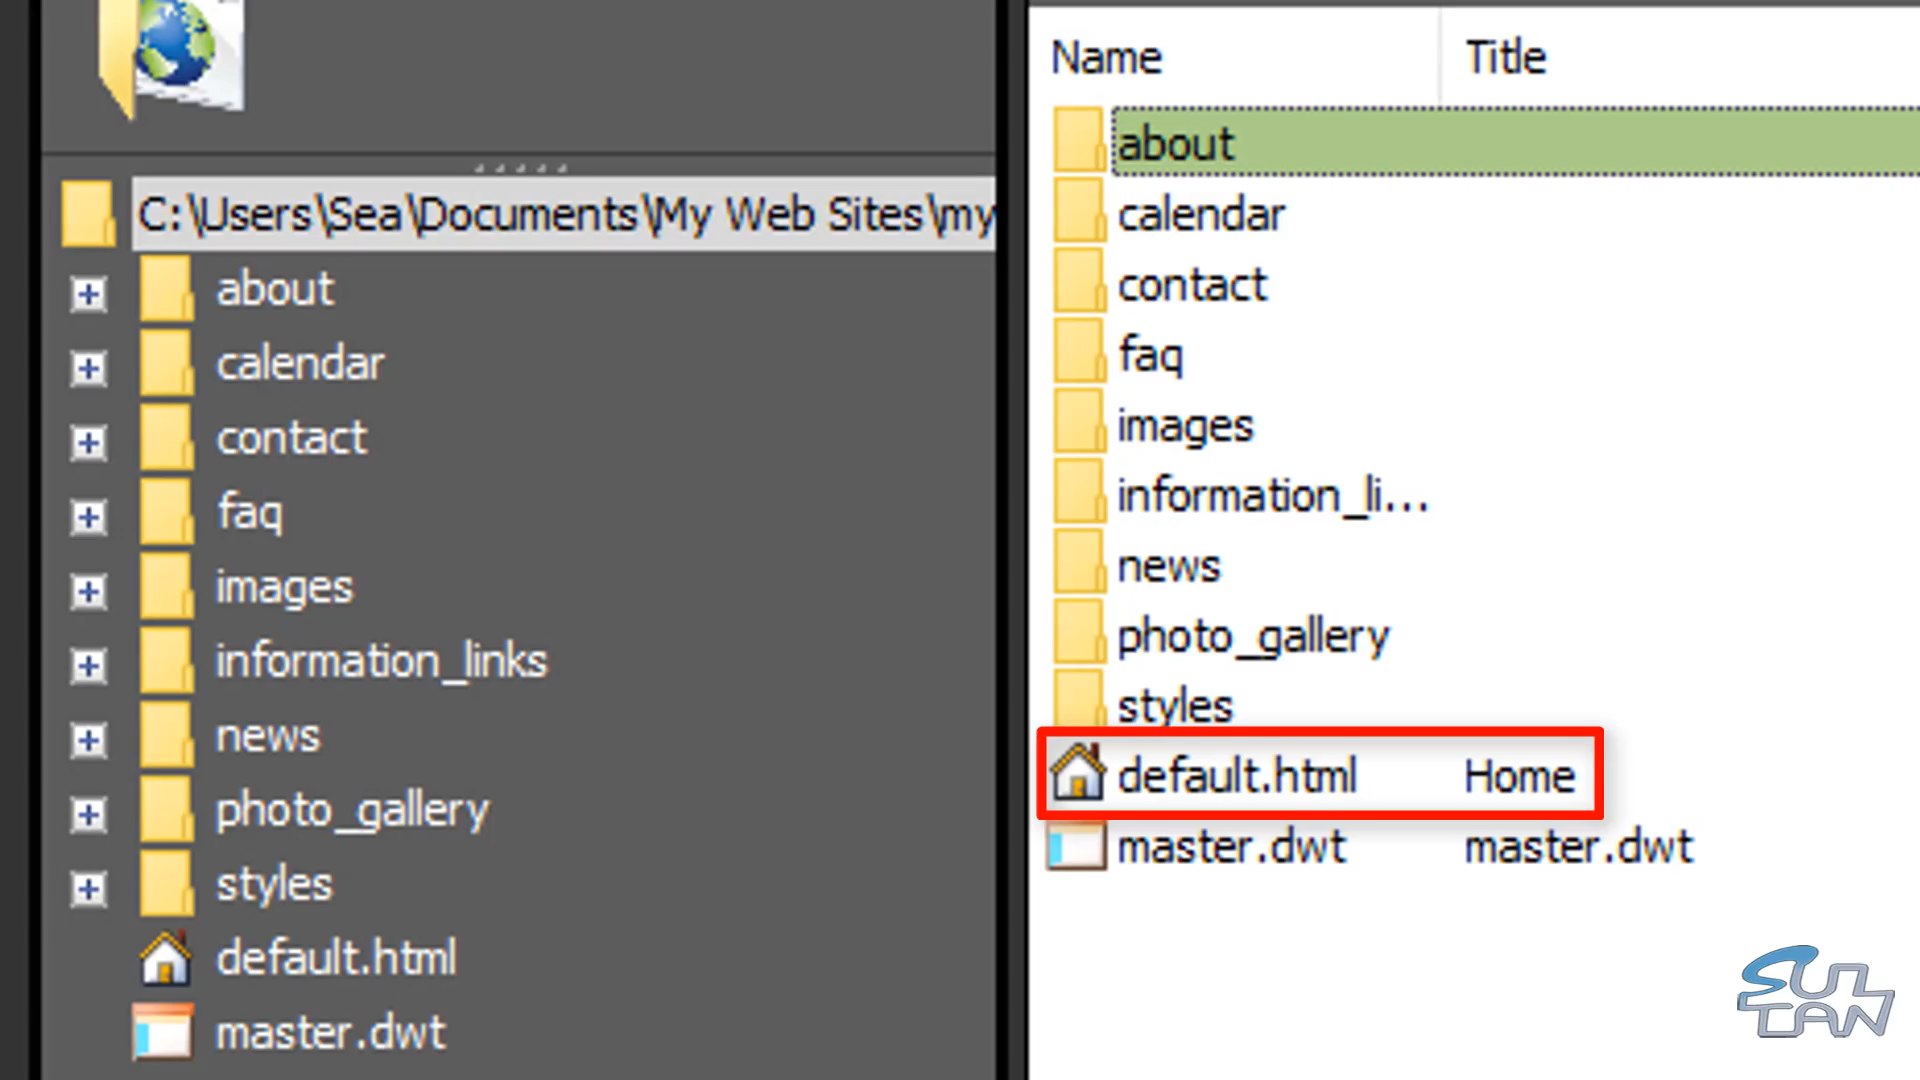 C:\Users\Sea\Documents\My Web Sites\my
about
calendar
contact
faq
images
information_links
news
photo_gallery
styles
default.html
master.dwt
Name Title
about
calendar
contact
faq
images
information_li...
news
photo_gallery
styles
default.html Home
master.dwt master.dwt
SULTAN